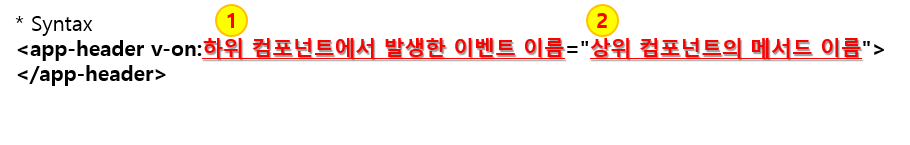 * Syntax
1 2
<app-header v-on:하위 컴포넌트에서 발생한 이벤트 이름="상위 컴포넌트의 메서드 이름">
</app-header>